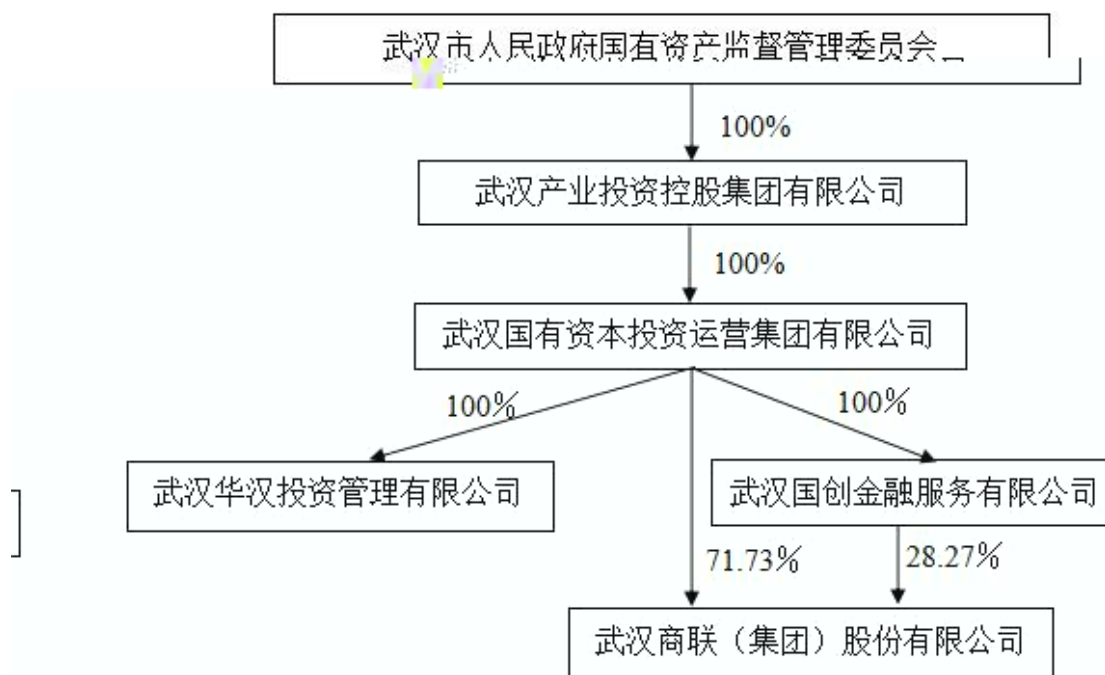 武汉市人民政府国有资产监督管理委员会
100%
武汉产业投资控股集团有限公司
100%
武汉国有资本投资运营集团有限公司
100%
100%
武汉华汉投资管理有限公司
武汉国创金融服务有限公司
71.73%
28.27%
武汉商联（集团）股份有限公司